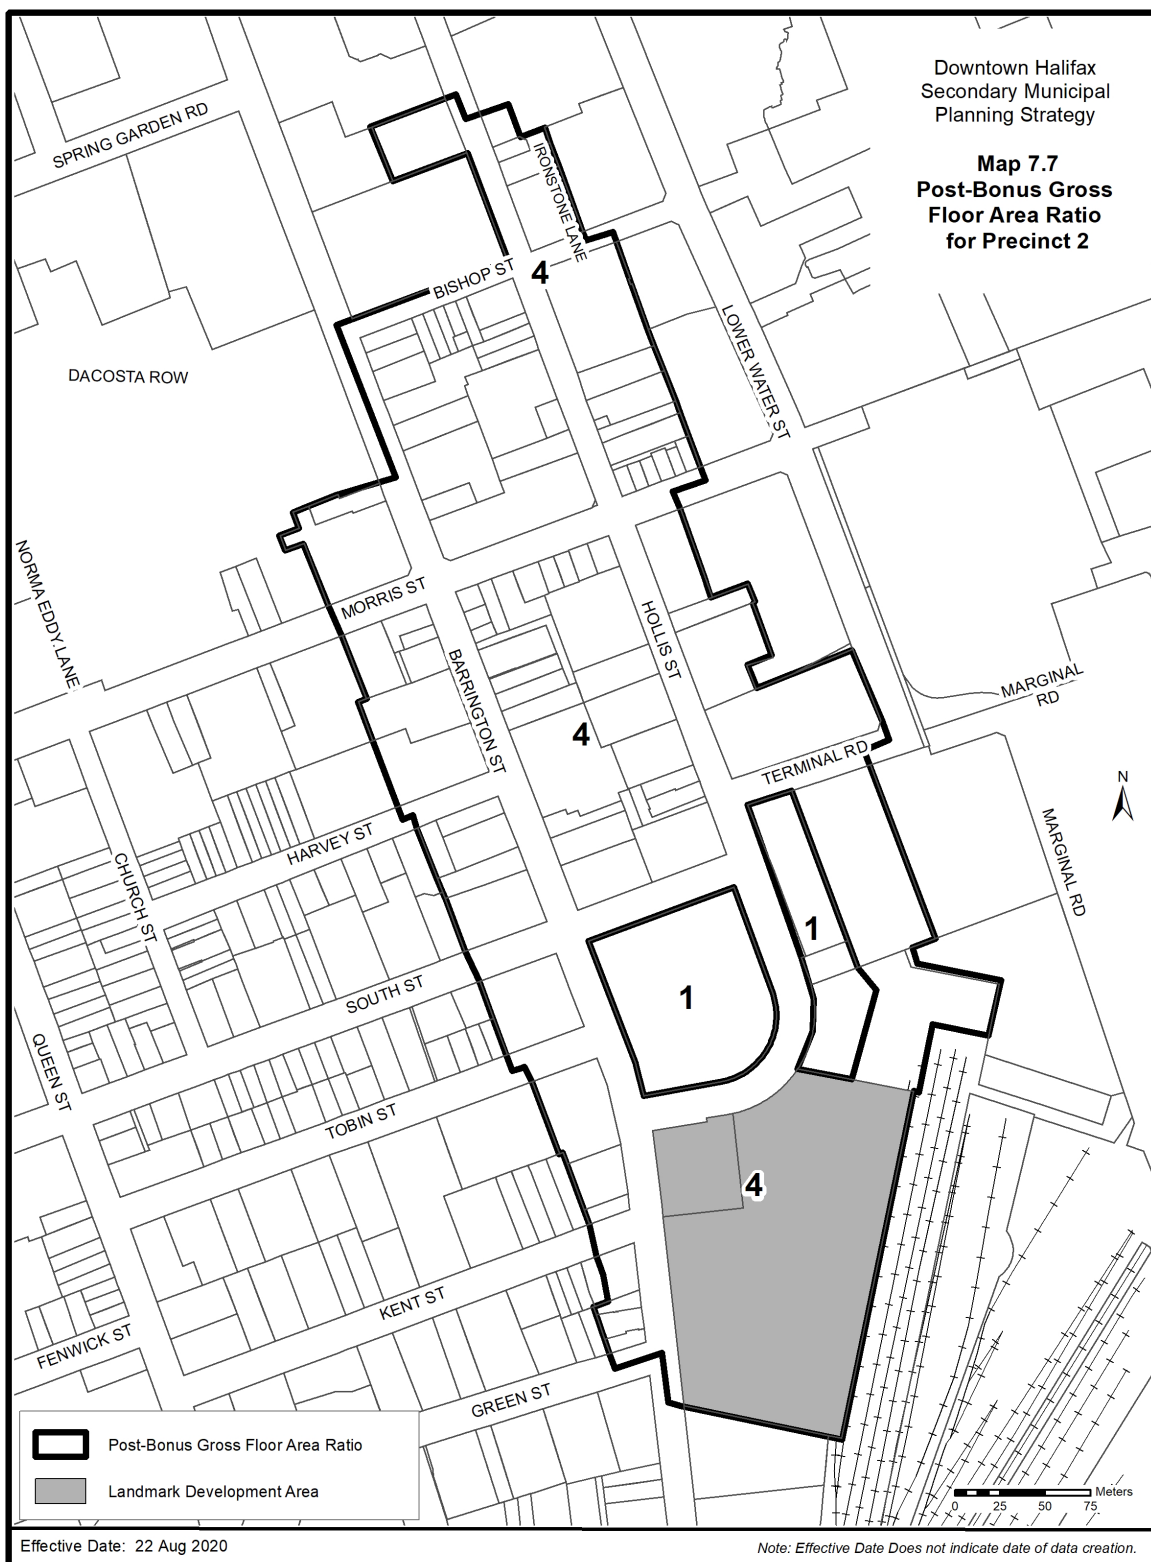 Downtown Halifax
Secondary Municipal
Planning Strategy
Map 7.7
Post-Bonus Gross
Floor Area Ratio
for Precinct 2
SPRING GARDEN RD
IRONSTONE LANE
BISHOP ST
4
LOWER WATER ST
DACOSTA ROW
NORMA EDDY LANE
MORRIS ST
HOLLIS ST
BARRINGTON ST
MARGINAL
RD
4
TERMINAL RD
N
MARGINAL RD
HARVEY ST
CHURCH ST
1
1
SOUTH ST
QUEEN ST
TOBIN ST
4
KENT ST
FENWICK ST
GREEN ST
Post-Bonus Gross Floor Area Ratio
Landmark Development Area
Meters
0 25 50 75
Effective Date: 22 Aug 2020
Note: Effective Date Does not indicate date of data creation.